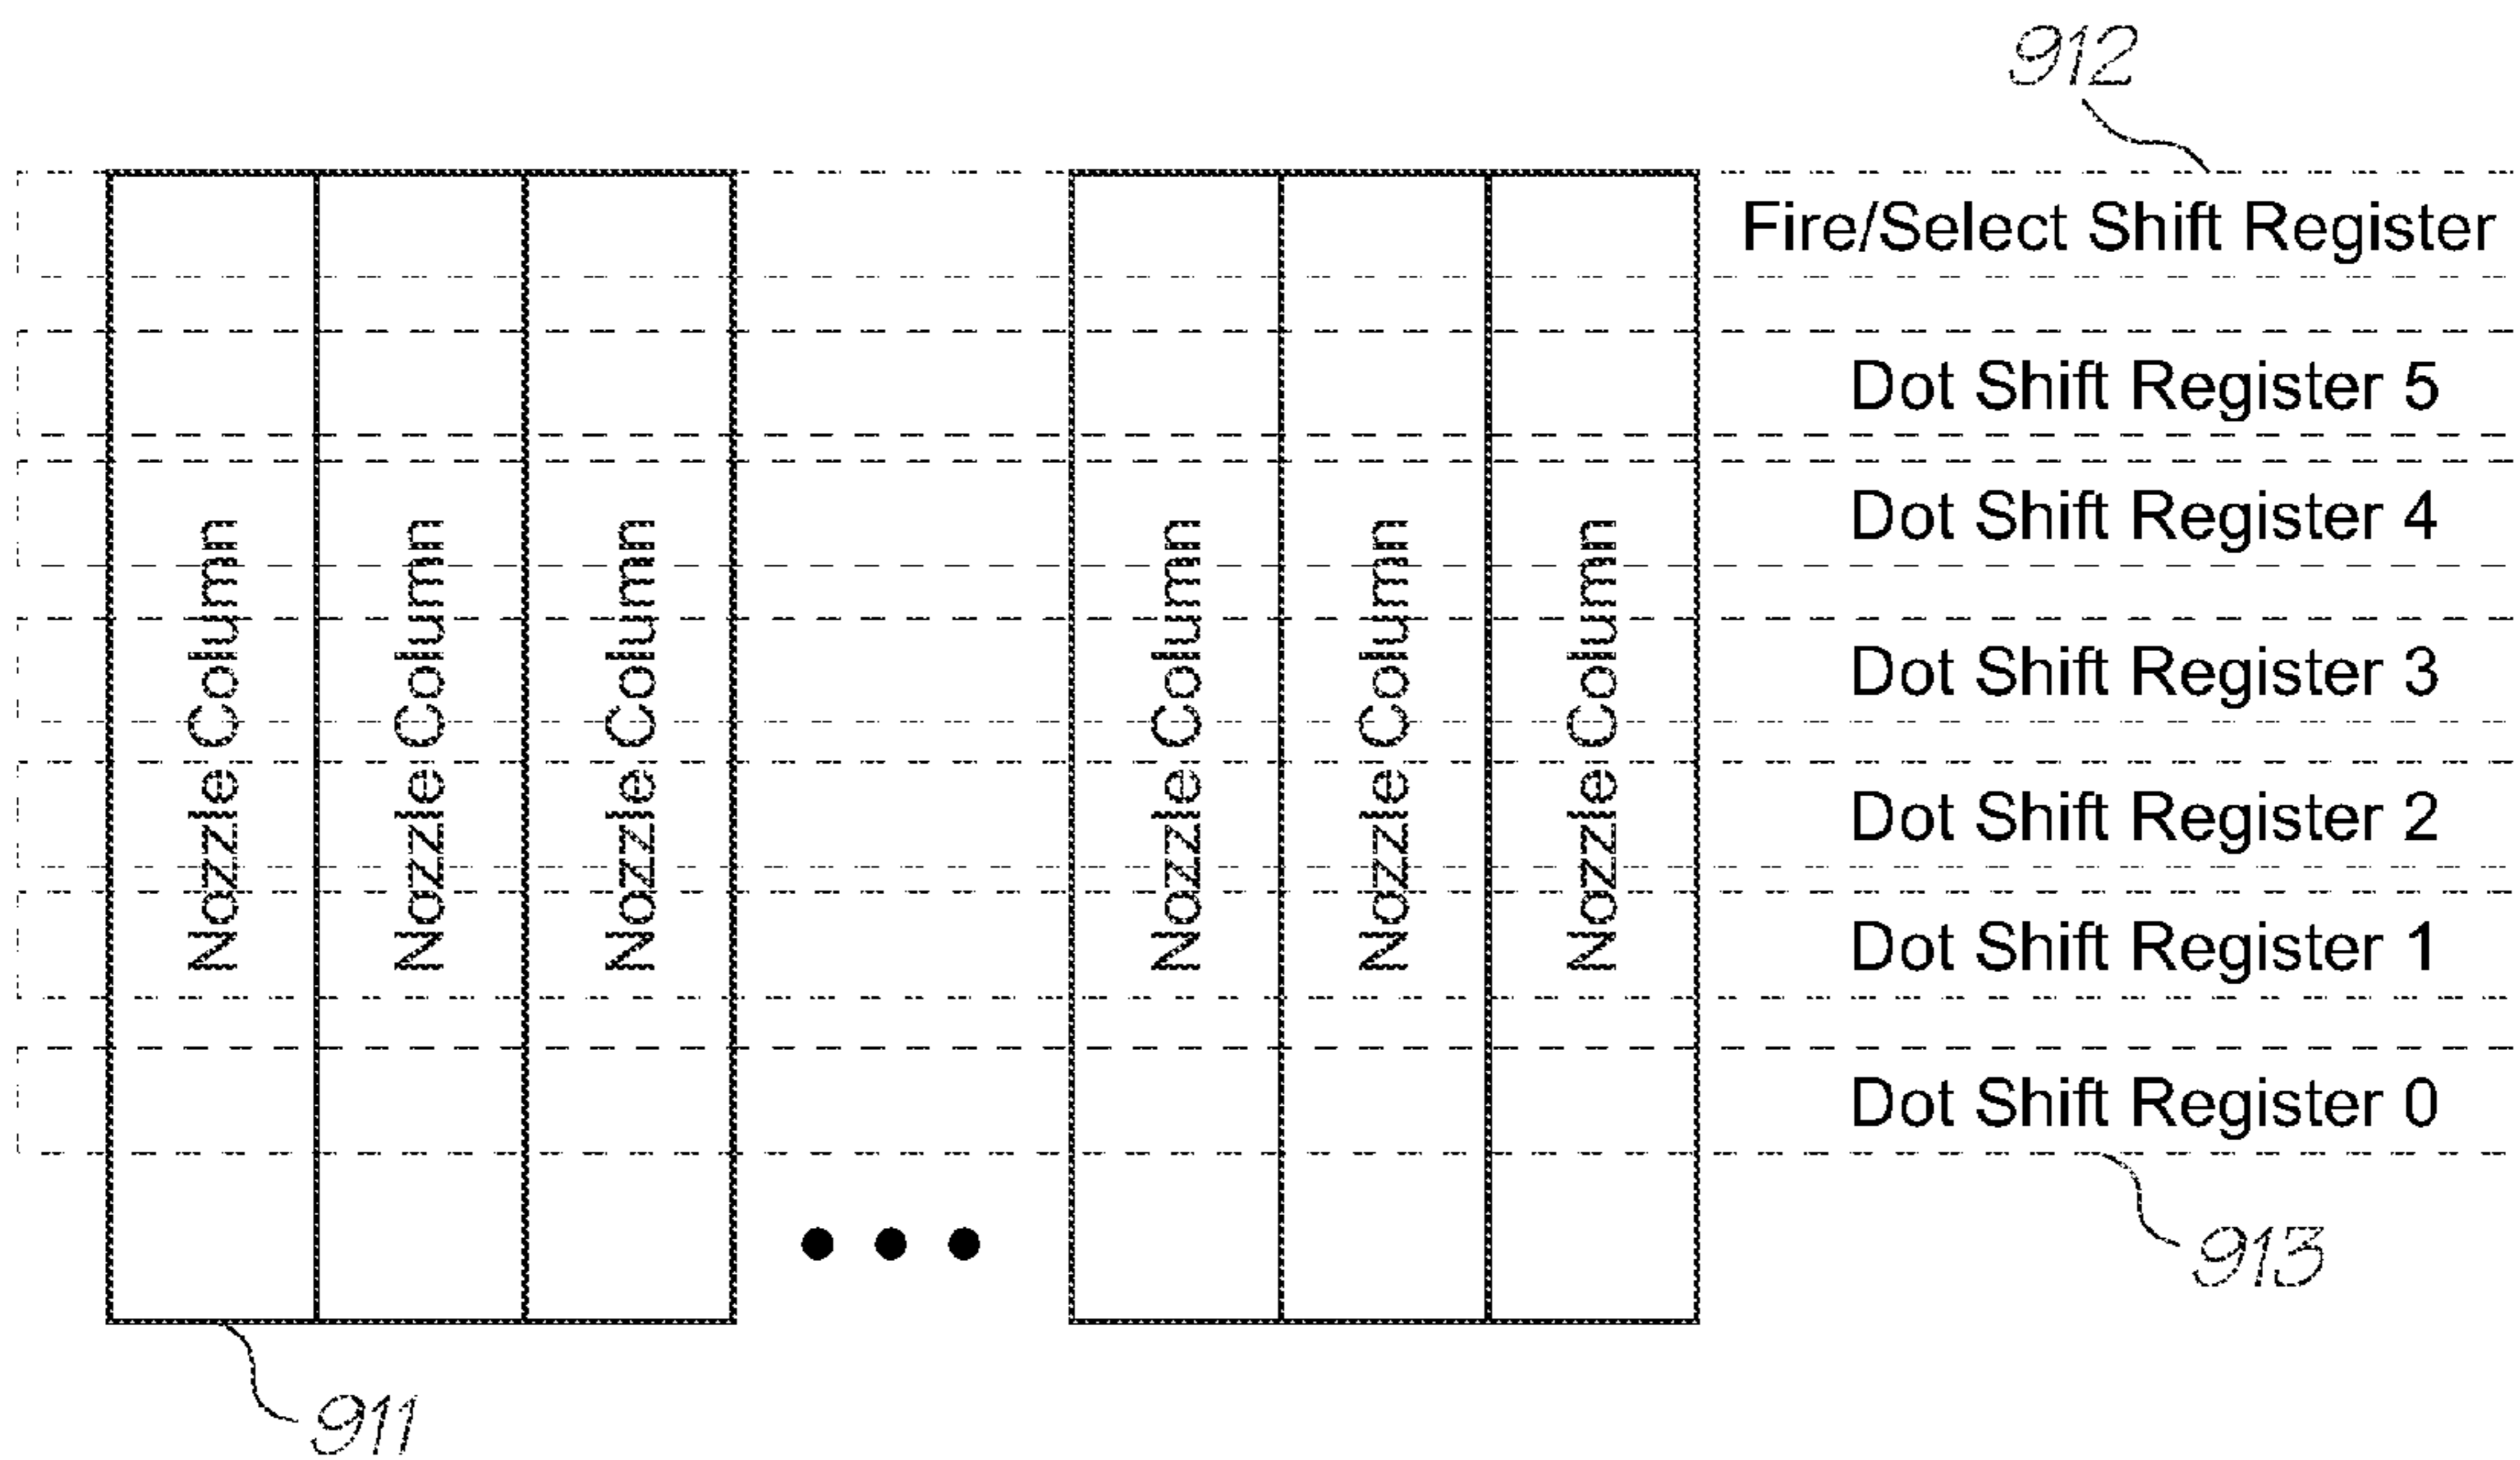 912
Fire/Select Shift Register
Dot Shift Register 5
Dot Shift Register 4
Dot Shift Register 3
Dot Shift Register 2
Dot Shift Register 1
Dot Shift Register 0
Nozzle Column
Nozzle Column
Nozzle Column
Nozzle Column
Nozzle Column
Nozzle Column
913
911